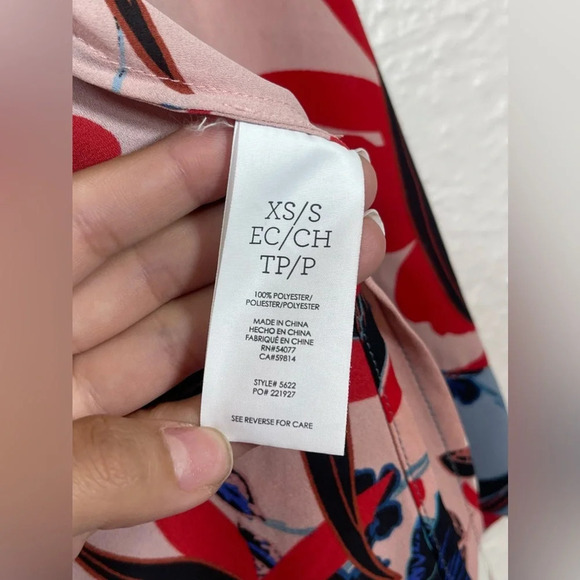 XS/S
EC/CH
TP/P
100% POLYESTER/
POLIESTER/POLYESTER
MADE IN CHINA
HECHO EN CHINA
FABRIQUÉ EN CHINE
RN#54077
CA#59814
STYLE# 5622
PO# 221927
SEE REVERSE FOR CARE